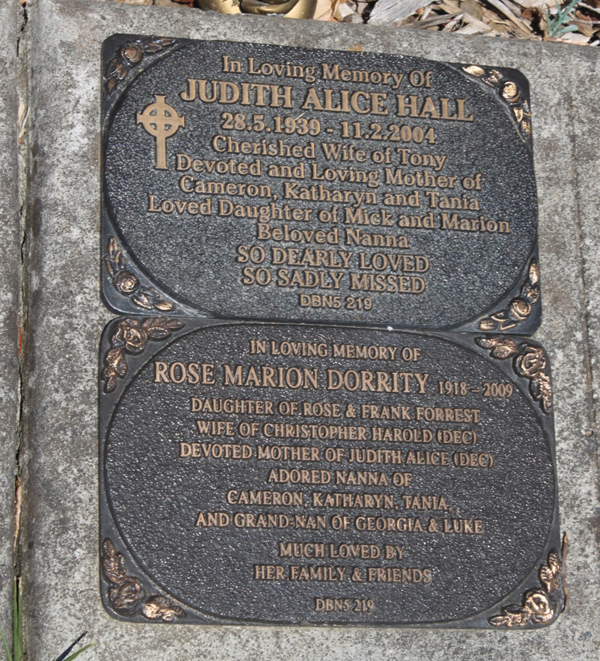 In Loving Memory Of
JUDITH ALICE HALL
28.5.1939 - 11.2.2004
Cherished Wife of Tony
Devoted and Loving Mother of
Cameron, Katharyn and Tania
Loved Daughter of Mick and Marion
Beloved Nanna
SO DEARLY LOVED
SO SADLY MISSED
DBN5 219
IN LOVING MEMORY OF
ROSE MARION DORRITY 1918 - 2009
DAUGHTER OF ROSE & FRANK FORREST
WIFE OF CHRISTOPHER HAROLD (DEC)
DEVOTED MOTHER OF JUDITH ALICE (DEC)
ADORED NANNA OF
CAMERON, KATHARYN, TANIA
AND GRAND-NAN OF GEORGIA & LUKE
MUCH LOVED BY
HER FAMILY & FRIENDS
DBN5 219